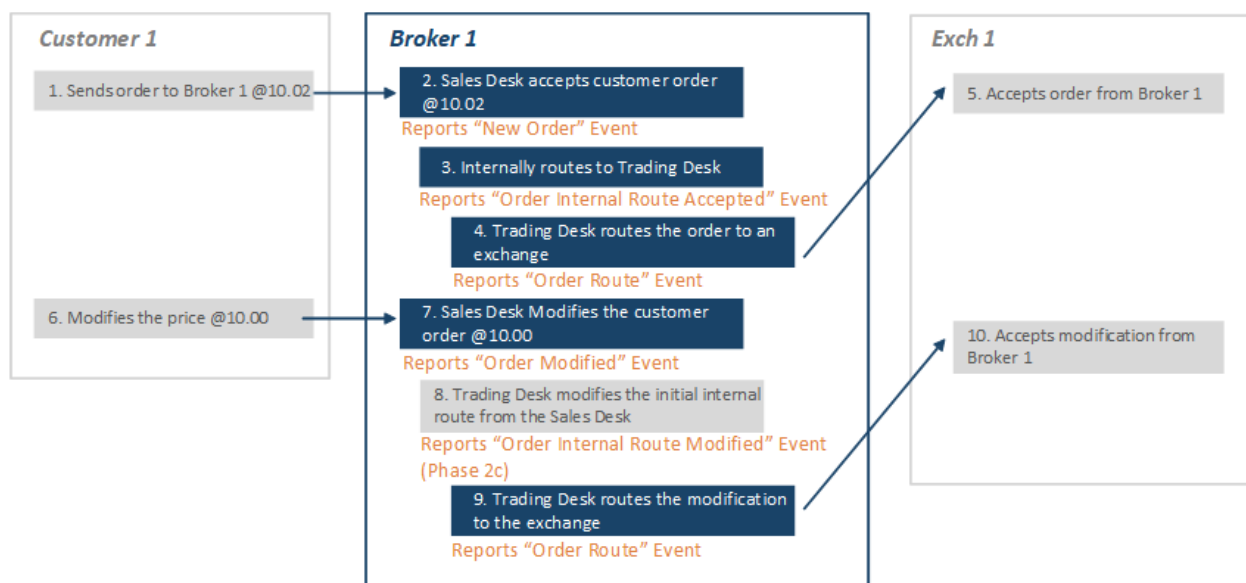 Customer 1
1. Sends order to Broker 1 @10.02
6. Modifies the price @10.00
Broker 1
2. Sales Desk accepts customer order
@10.02
Reports “New Order” Event
3. Internally routes to Trading Desk
Reports “Order Internal Route Accepted” Event
4. Trading Desk routes the order to an
exchange
Reports “Order Route” Event
7. Sales Desk Modifies the customer
order @10.00
Reports “Order Modified” Event
8. Trading Desk modifies the initial internal
route from the Sales Desk
Reports “Order Internal Route Modified” Event
(Phase 2c)
9. Trading Desk routes the modification
to the exchange
Reports “Order Route” Event
Exch 1
5. Accepts order from Broker 1
10. Accepts modification from
Broker 1